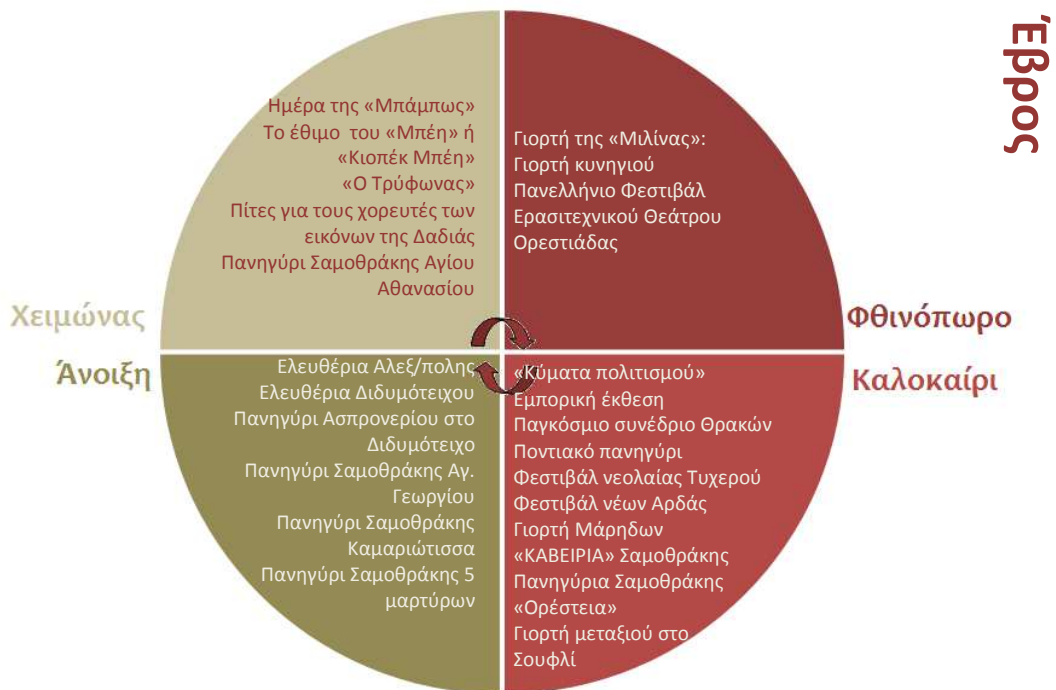 Έβρος
Χειμώνας
Ημέρα της «Μπάμπως»
Το έθιμο του «Μπέη» ή
«Κιοπέκ Μπέη»
«Ο Τρύφωνας»
Πίτες για τους χορευτές των
εικόνων της Δαδιάς
Πανηγύρι Σαμοθράκης Αγίου
Αθανασίου
Φθινόπωρο
Γιορτή της «Μιλίνας»:
Γιορτή κυνηγιού
Πανελλήνιο Φεστιβάλ
Ερασιτεχνικού Θεάτρου
Ορεστιάδας
Άνοιξη
Ελευθέρια Αλεξ/πολης
Ελευθέρια Διδυμότειχου
Πανηγύρι Ασπρονερίου στο
Διδυμότειχο
Πανηγύρι Σαμοθράκης Αγ.
Γεωργίου
Πανηγύρι Σαμοθράκης
Καμαριώτισσα
Πανηγύρι Σαμοθράκης 5
μαρτύρων
Καλοκαίρι
«Κύματα πολιτισμού»
Εμπορική έκθεση
Παγκόσμιο συνέδριο Θρακών
Ποντιακό πανηγύρι
Φεστιβάλ νεολαίας Τυχερού
Φεστιβάλ νέων Αρδάς
Γιορτή Μάρηδων
«ΚΑΒΕΙΡΙΑ» Σαμοθράκης
Πανηγύρια Σαμοθράκης
«Ορέστεια»
Γιορτή μεταξιού στο
Σουφλί